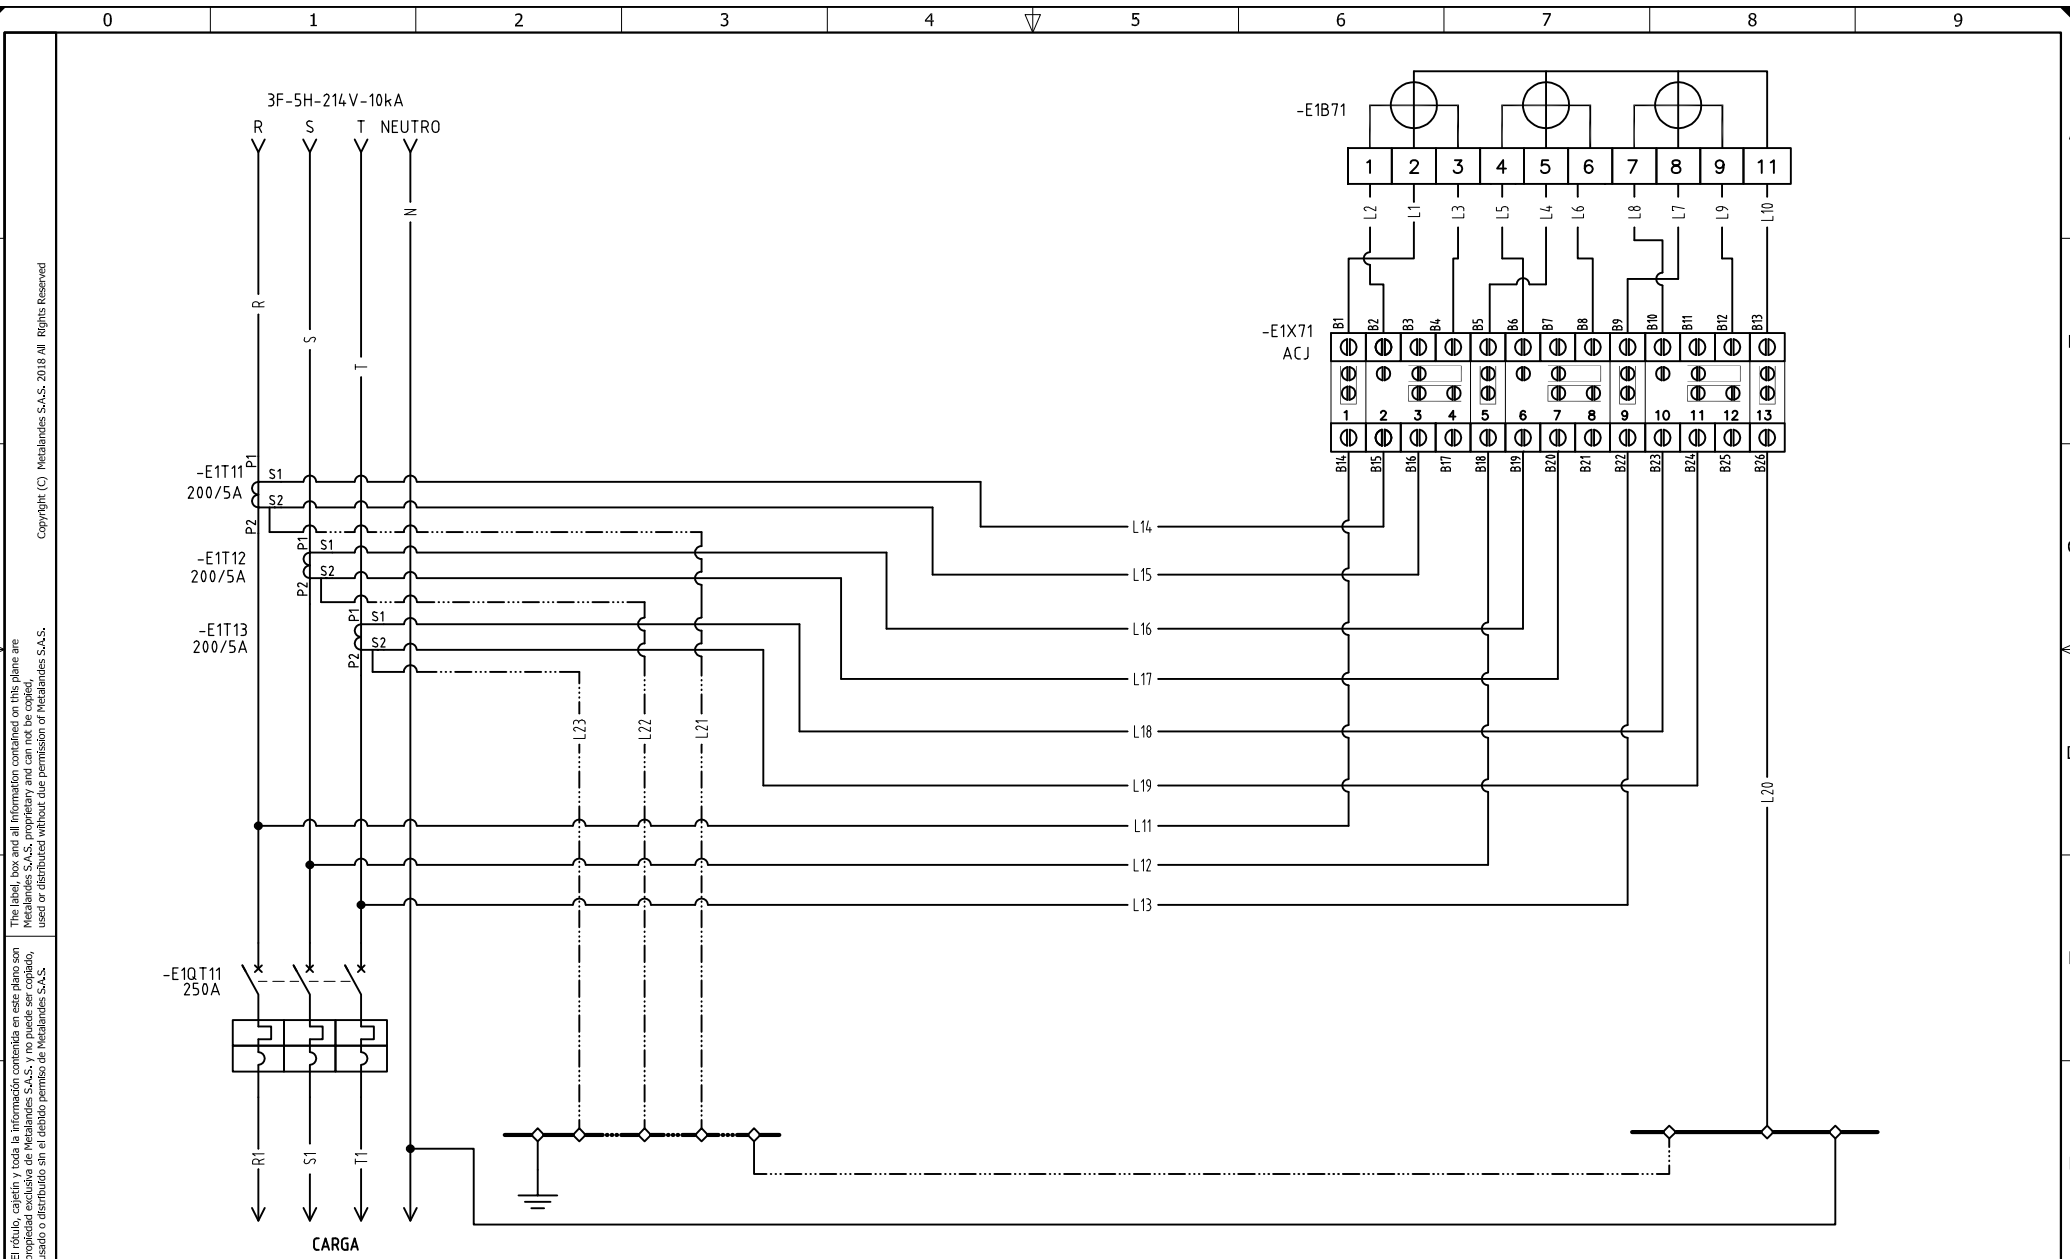 0 1 2 3 4 5 6 7 8 9
3F-5H-214V-10kA
R S T NEUTRO
N
R
S
T
-E1B71
1 2 3 4 5 6 7 8 9 11
L2 L1 L3 L5 L4 L6 L8 L7 L9 L10
-E1X71
ACJ
B1 B2 B3 B4 B5 B6 B7 B8 B9 B10 B11 B12 B13
1 2 3 4 5 6 7 8 9 10 11 12 13
B14 B15 B16 B17 B18 B19 B20 B21 B22 B23 B24 B25 B26
-E1T11
200/5A
P1
S1
S2
P2
-E1T12
200/5A
P1
S1
S2
P2
-E1T13
200/5A
P1
S1
S2
P2
L14
L15
L16
L17
L18
L19
L11
L12
L13
L23 L22 L21
L20
-E1QT11
250A
R1 S1 T1
CARGA
Copyright (C) Metalandes S.A.S. 2018 All Rights Reserved
The label, box and all information contained on this plane are
Metalandes S.A.S. proprietary and can not be copied,
used or distributed without due permission of Metalandes S.A.S.
El rótulo, cajetín y toda la información contenida en este plano son
propiedad exclusiva de Metalandes S.A.S. y no puede ser copiado,
usado o distribuido sin el debido permiso de Metalandes S.A.S.